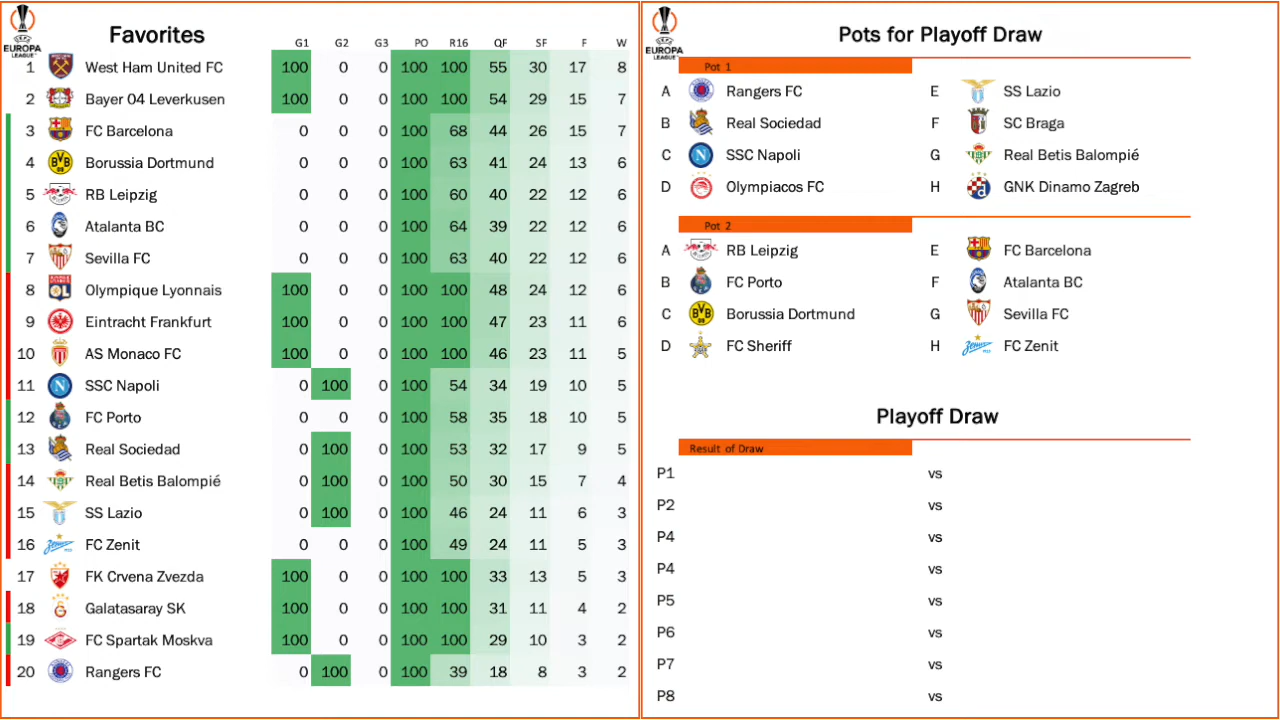 UEFA
EUROPA
LEAGUE
Favorites
G1 G2 G3 PO R16 QF SF F W
1 West Ham United FC 100 0 0 100 100 55 30 17 8
2 Bayer 04 Leverkusen 100 0 0 100 100 54 29 15 7
3 FC Barcelona 0 0 0 100 68 44 26 15 7
4 Borussia Dortmund 0 0 0 100 63 41 24 13 6
5 RB Leipzig 0 0 0 100 60 40 22 12 6
6 Atalanta BC 0 0 0 100 64 39 22 12 6
7 Sevilla FC 0 0 0 100 63 40 22 12 6
8 Olympique Lyonnais 100 0 0 100 100 48 24 12 6
9 Eintracht Frankfurt 100 0 0 100 100 47 23 11 6
10 AS Monaco FC 100 0 0 100 100 46 23 11 5
11 SSC Napoli 0 100 0 100 54 34 19 10 5
12 FC Porto 0 0 0 100 58 35 18 10 5
13 Real Sociedad 0 100 0 100 53 32 17 9 5
14 Real Betis Balompié 0 100 0 100 50 30 15 7 4
15 SS Lazio 0 100 0 100 46 24 11 6 3
16 FC Zenit 0 0 0 100 49 24 11 5 3
17 FK Crvena Zvezda 100 0 0 100 100 33 13 5 3
18 Galatasaray SK 100 0 0 100 100 31 11 4 2
19 FC Spartak Moskva 100 0 0 100 100 29 10 3 2
20 Rangers FC 0 100 0 100 39 18 8 3 2
UEFA
EUROPA
LEAGUE
Pots for Playoff Draw
Pot 1
A Rangers FC E SS Lazio
B Real Sociedad F SC Braga
C SSC Napoli G Real Betis Balompié
D Olympiacos FC H GNK Dinamo Zagreb
Pot 2
A RB Leipzig E FC Barcelona
B FC Porto F Atalanta BC
C Borussia Dortmund G Sevilla FC
D FC Sheriff H FC Zenit
Playoff Draw
Result of Draw
P1 vs
P2 vs
P4 vs
P4 vs
P5 vs
P6 vs
P7 vs
P8 vs